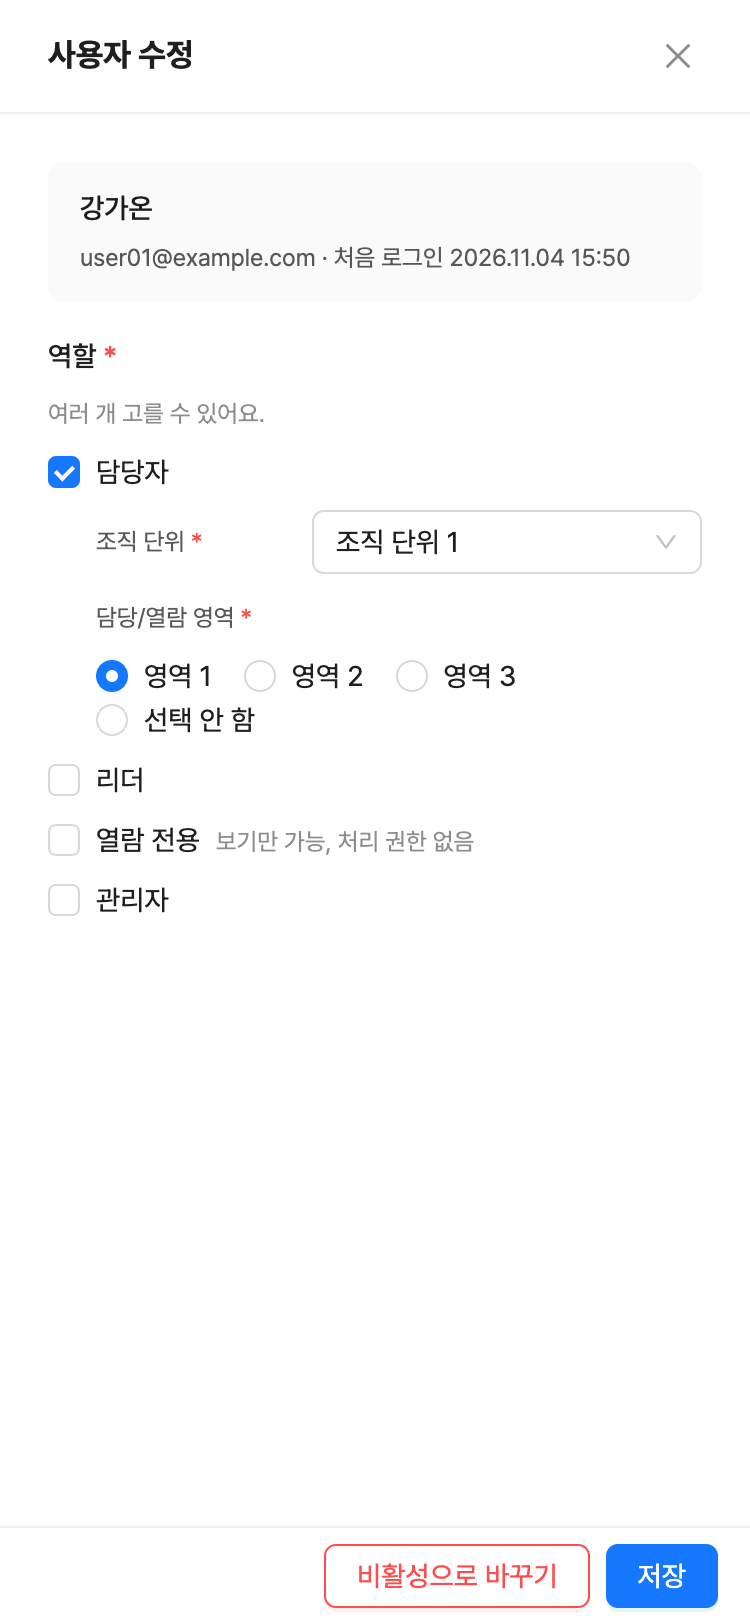 사용자 수정
강가온
user01@example.com · 처음 로그인 2026.11.04 15:50
역할 *
여러 개 고를 수 있어요.
담당자
조직 단위 * 조직 단위 1
담당/열람 영역 *
영역 1 영역 2 영역 3
선택 안 함
리더
열람 전용 보기만 가능, 처리 권한 없음
관리자
비활성으로 바꾸기 저장